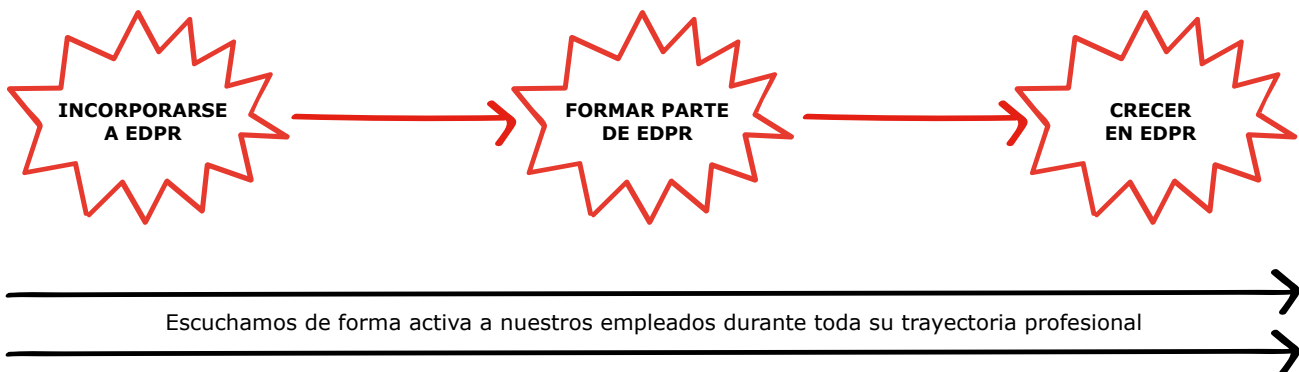 INCORPORARSE
A EDPR
FORMAR PARTE
DE EDPR
CRECER
EN EDPR
Escuchamos de forma activa a nuestros empleados durante toda su trayectoria profesional